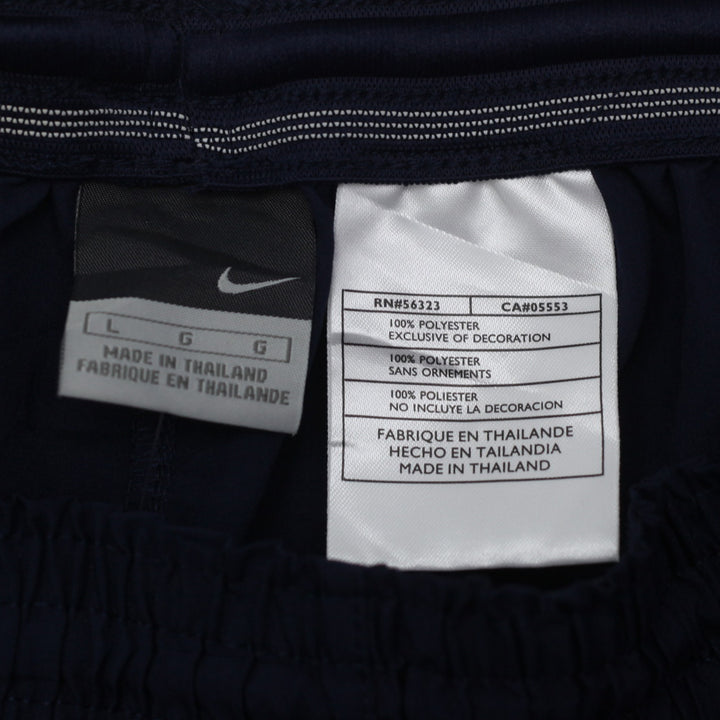 L G G
MADE IN THAILAND
FABRIQUE EN THAILANDE
RN#56323 CA#05553
100% POLYESTER
EXCLUSIVE OF DECORATION
100% POLYESTER
SANS ORNEMENTS
100% POLIESTER
NO INCLUYE LA DECORACION
FABRIQUE EN THAILANDE
HECHO EN TAILANDIA
MADE IN THAILAND